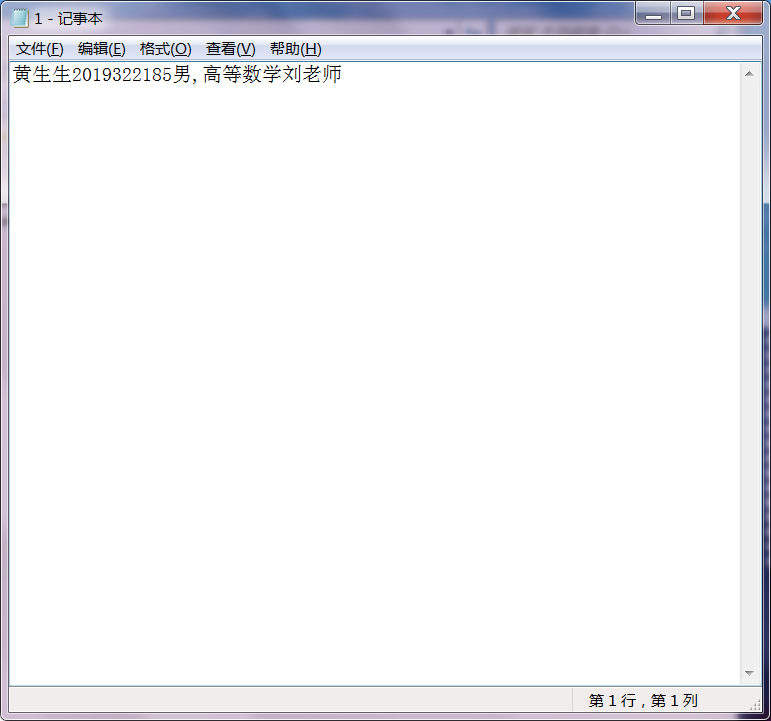 1 - 记事本
文件(F) 编辑(E) 格式(O) 查看(V) 帮助(H)
黄生生2019322185男,高等数学刘老师
第 1 行，第 1 列